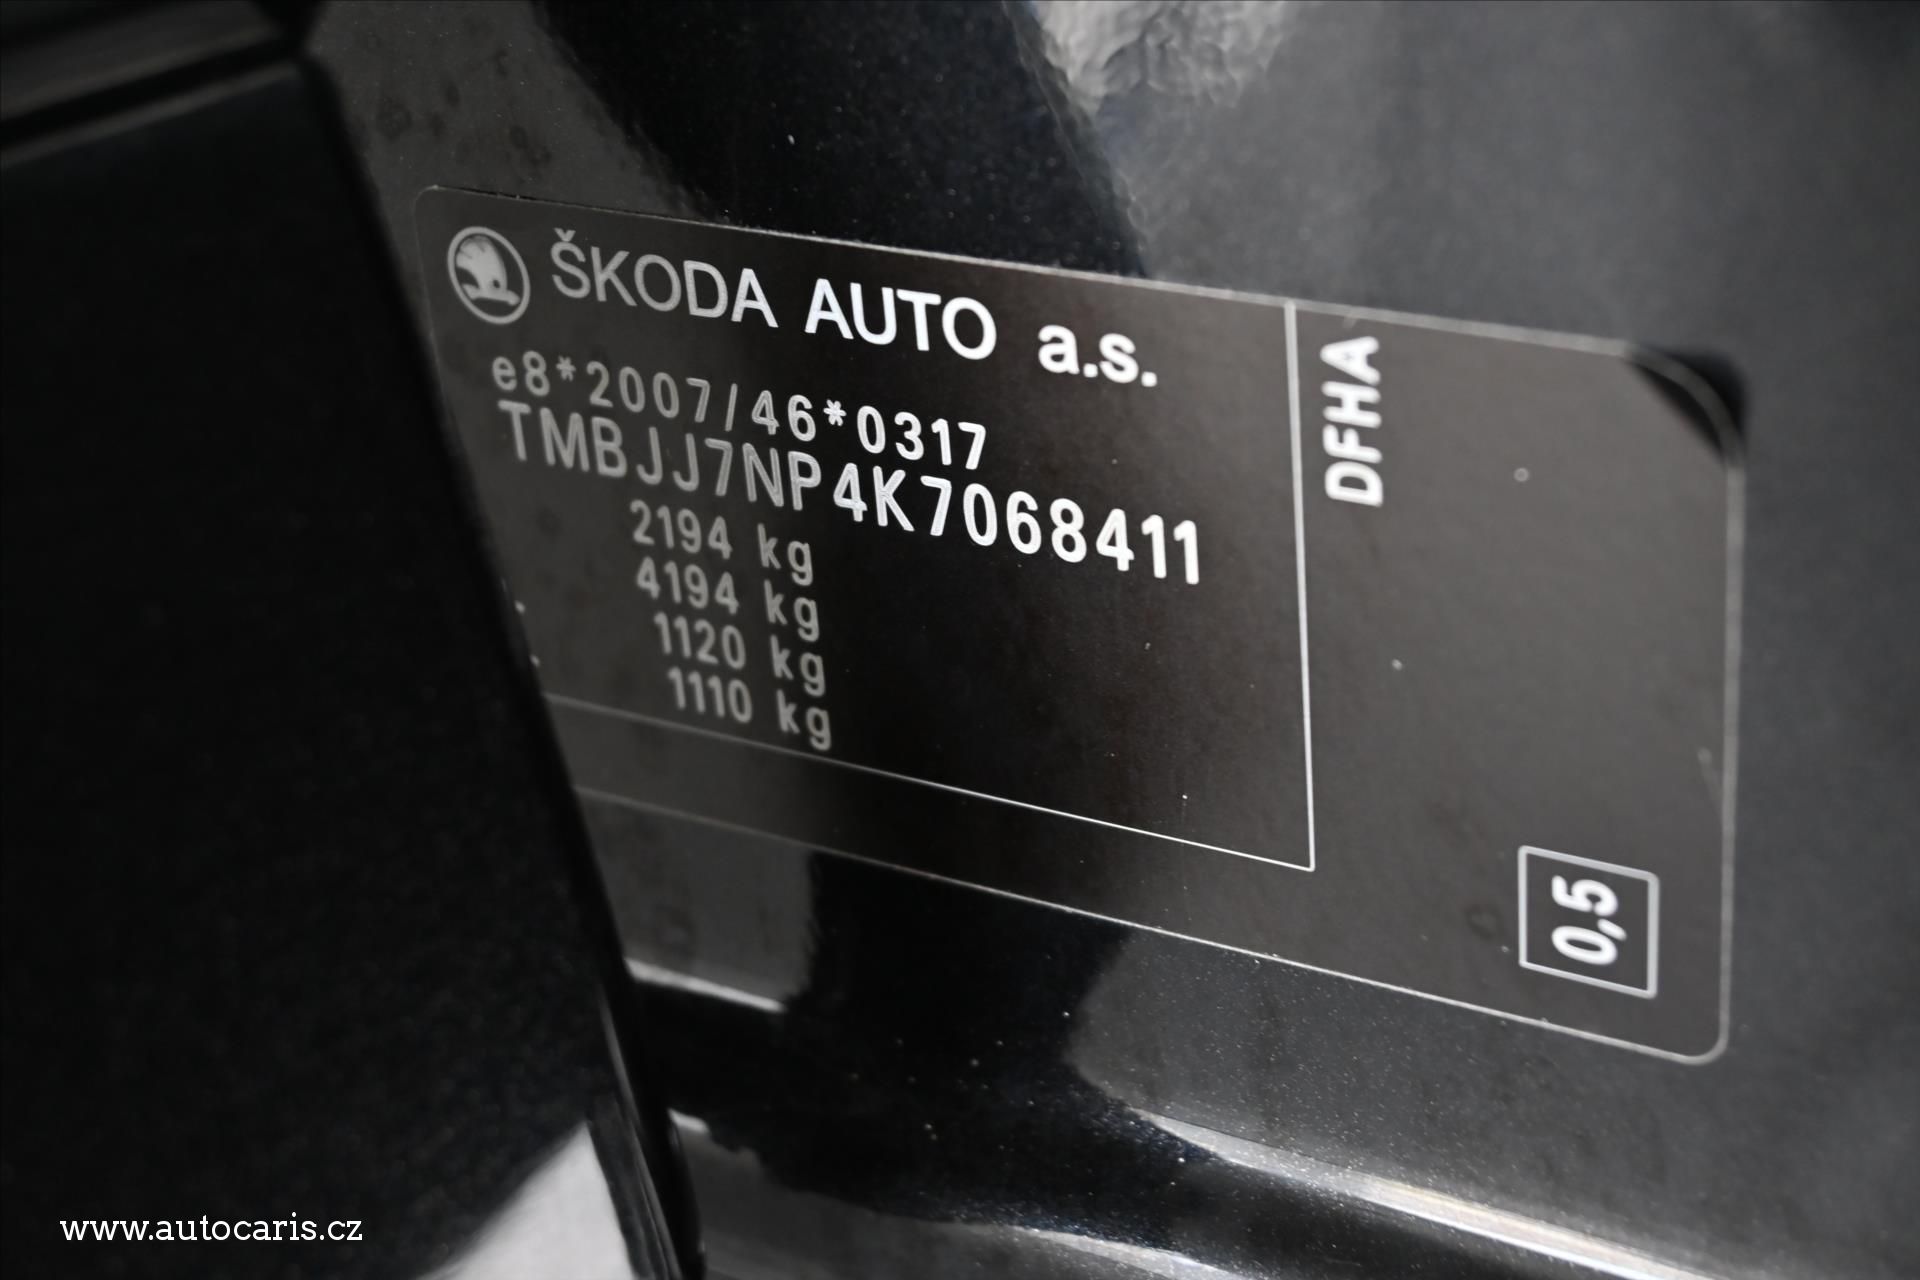 ŠKODA AUTO a.s.
e8*2007/46*0317
TMBJJ7NP4K7068411
2194 kg
4194 kg
1120 kg
1110 kg
DFHA
0,5
www.autocaris.cz